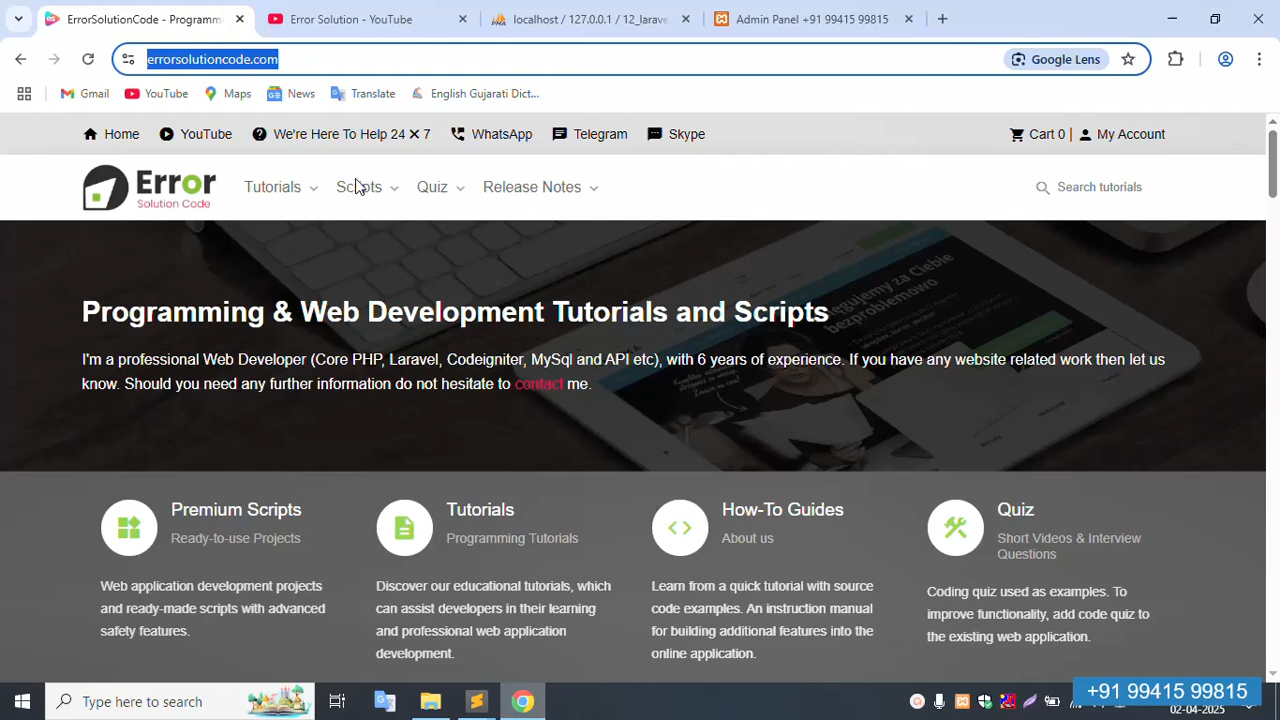 ErrorSolutionCode - Programm
Error Solution - YouTube
localhost / 127.0.0.1 / 12_larave
Admin Panel +91 99415 99815
errorsolutioncode.com
Google Lens
Gmail
YouTube
Maps
News
Translate
English Gujarati Dict...
Home
YouTube
We're Here To Help 24 ✕ 7
WhatsApp
Telegram
Skype
Cart 0 |
My Account
Error
Solution Code
Tutorials
Scripts
Quiz
Release Notes
Search tutorials
Programming & Web Development Tutorials and Scripts
I'm a professional Web Developer (Core PHP, Laravel, Codeigniter, MySql and API etc), with 6 years of experience. If you have any website related work then let us
know. Should you need any further information do not hesitate to contact me.
Premium Scripts
Ready-to-use Projects
Web application development projects
and ready-made scripts with advanced
safety features.
Tutorials
Programming Tutorials
Discover our educational tutorials, which
can assist developers in their learning
and professional web application
development.
How-To Guides
About us
Learn from a quick tutorial with source
code examples. An instruction manual
for building additional features into the
online application.
Quiz
Short Videos & Interview
Questions
Coding quiz used as examples. To
improve functionality, add code quiz to
the existing web application.
Type here to search
+91 99415 99815
02-04-2025